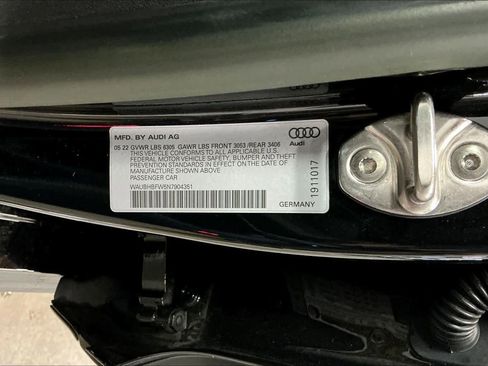 MFD. BY AUDI AG
05 22 GVWR LBS 6305 GAWR LBS FRONT 3053 /REAR 3406
THIS VEHICLE CONFORMS TO ALL APPLICABLE U.S.
FEDERAL MOTOR VEHICLE SAFETY, BUMPER AND THEFT
PREVENTION STANDARDS IN EFFECT ON THE DATE OF
MANUFACTURE SHOWN ABOVE
PASSENGER CAR
WAUBHBFW5N7904351
Audi
1911017
GERMANY